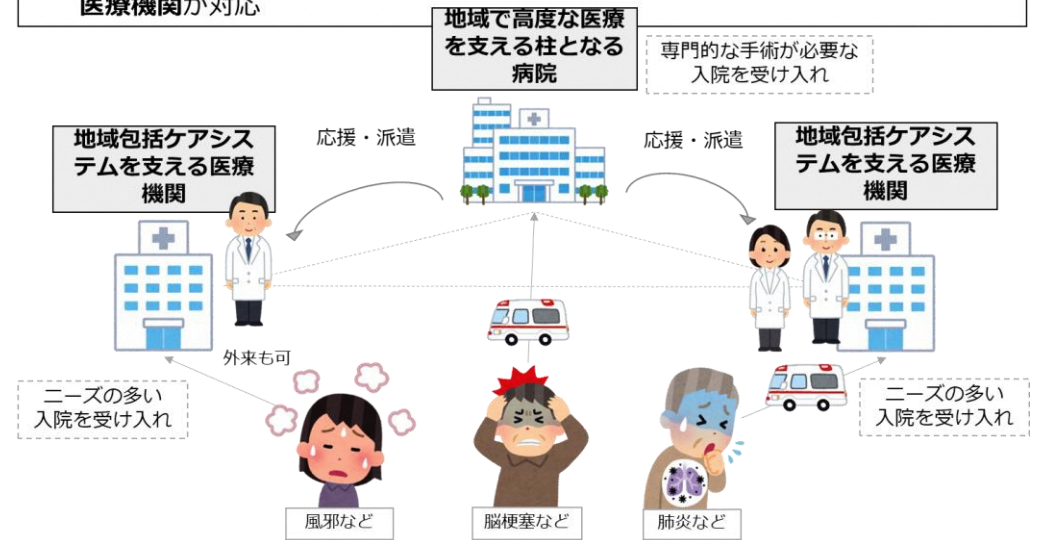 医療機関が対応
地域で高度な医療
を支える柱となる
病院
専門的な手術が必要な
入院を受け入れ
地域包括ケアシス
テムを支える医療
機関
応援・派遣
応援・派遣
地域包括ケアシス
テムを支える医療
機関
外来も可
ニーズの多い
入院を受け入れ
ニーズの多い
入院を受け入れ
風邪など
脳梗塞など
肺炎など